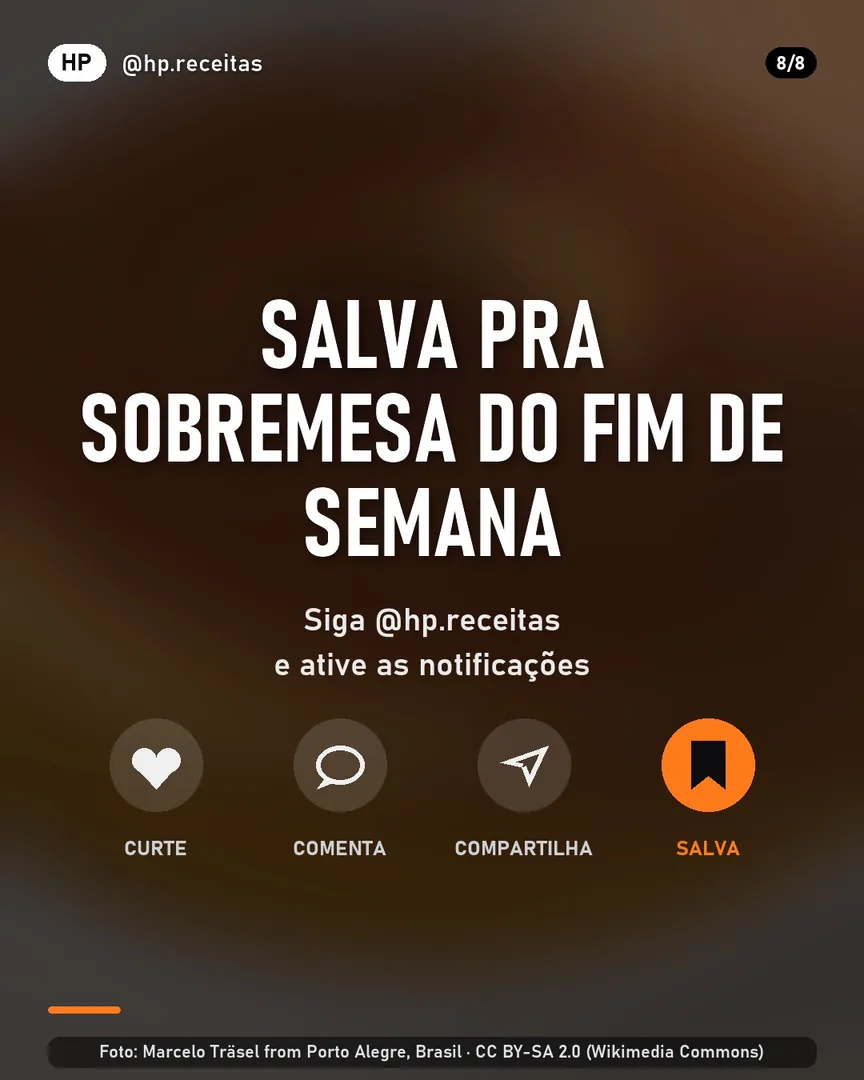 HP @hp.receitas 8/8
SALVA PRA
SOBREMESA DO FIM DE
SEMANA
Siga @hp.receitas
e ative as notificações
CURTE COMENTA COMPARTILHA SALVA
Foto: Marcelo Träsel from Porto Alegre, Brasil · CC BY-SA 2.0 (Wikimedia Commons)